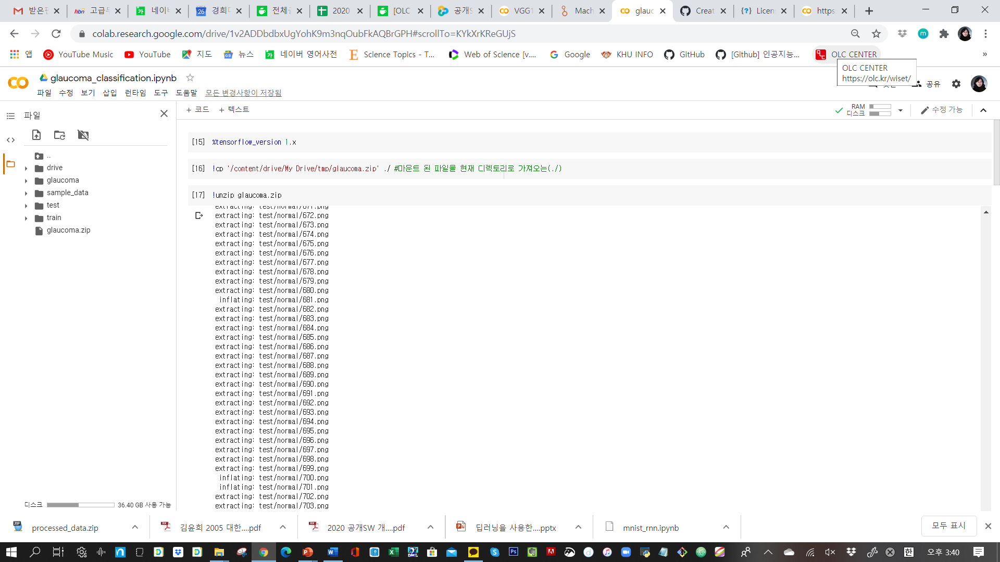 받은편
hbn 고급듀
네이버
26 경희대
전체공
2020
[OLC
공개S
VGG1
Mach
glauc
Creat
{?} Licen
https
colab.research.google.com/drive/1v2ADDbdbxUgYohK9m3nqOubFkAQBrGPH#scrollTo=KYkXrKReGUjS
앱 YouTube Music YouTube 지도 뉴스 네이버 영어사전 Science Topics - T... Web of Science [v.... Google KHU INFO GitHub [Github] 인공지능... OLC CENTER »
OLC CENTER
https://olc.kr/wiset/
glaucoma_classification.ipynb
공유
파일 수정 보기 삽입 런타임 도구 도움말 모든 변경사항이 저장됨
파일
+ 코드 + 텍스트
RAM
디스크
수정 가능
..
drive
glaucoma
sample_data
test
train
glaucoma.zip
디스크 36.40 GB 사용 가능
[15] %tensorflow_version 1.x
[16] !cp '/content/drive/My Drive/tmp/glaucoma.zip' ./ #마운트 된 파일을 현재 디렉토리로 가져오는(./)
[17] !unzip glaucoma.zip
extracting: test/normal/671.png
extracting: test/normal/672.png
extracting: test/normal/673.png
extracting: test/normal/674.png
extracting: test/normal/675.png
extracting: test/normal/676.png
extracting: test/normal/677.png
extracting: test/normal/678.png
extracting: test/normal/679.png
extracting: test/normal/680.png
inflating: test/normal/681.png
extracting: test/normal/682.png
extracting: test/normal/683.png
extracting: test/normal/684.png
extracting: test/normal/685.png
extracting: test/normal/686.png
extracting: test/normal/687.png
extracting: test/normal/688.png
extracting: test/normal/689.png
extracting: test/normal/690.png
extracting: test/normal/691.png
extracting: test/normal/692.png
extracting: test/normal/693.png
extracting: test/normal/694.png
extracting: test/normal/695.png
extracting: test/normal/696.png
extracting: test/normal/697.png
extracting: test/normal/698.png
extracting: test/normal/699.png
inflating: test/normal/700.png
inflating: test/normal/701.png
extracting: test/normal/702.png
extracting: test/normal/703.png
processed_data.zip
김윤희 2005 대한....pdf
2020 공개SW 개....pdf
딥러닝을 사용한....pptx
mnist_rnn.ipynb
모두 표시
한
오후 3:40